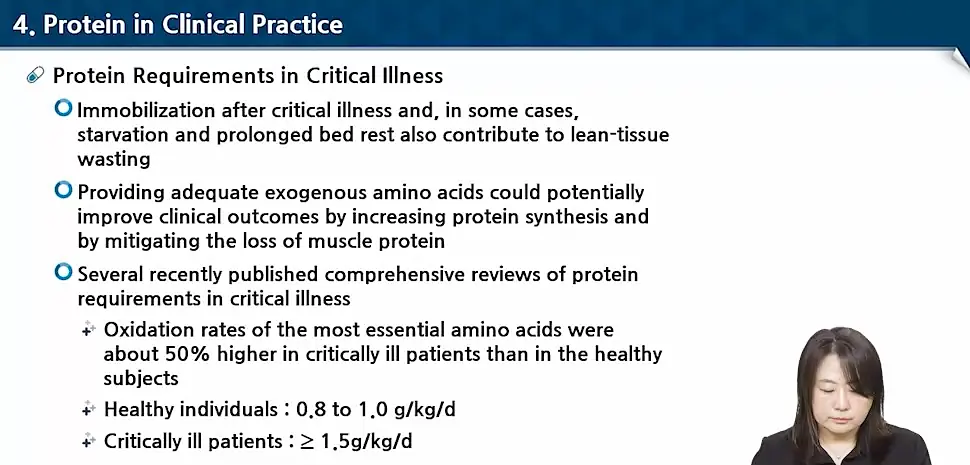 4. Protein in Clinical Practice
Protein Requirements in Critical Illness
Immobilization after critical illness and, in some cases,
starvation and prolonged bed rest also contribute to lean-tissue
wasting
Providing adequate exogenous amino acids could potentially
improve clinical outcomes by increasing protein synthesis and
by mitigating the loss of muscle protein
Several recently published comprehensive reviews of protein
requirements in critical illness
Oxidation rates of the most essential amino acids were
about 50% higher in critically ill patients than in the healthy
subjects
Healthy individuals : 0.8 to 1.0 g/kg/d
Critically ill patients : ≥ 1.5g/kg/d